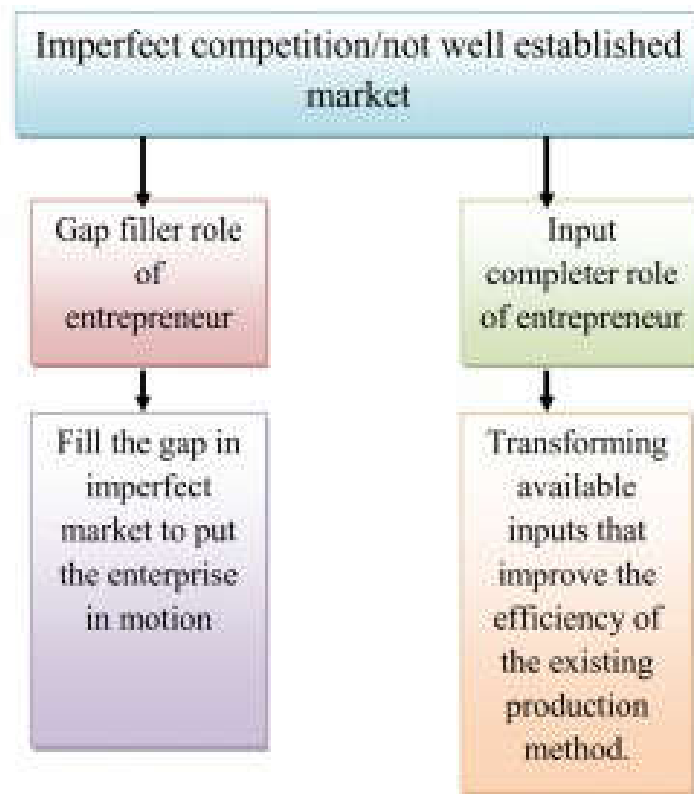 Imperfect competition/not well established
market
Gap filler role
of
entrepreneur
Input
completer role
of entrepreneur
Fill the gap in
imperfect
market to put
the enterprise
in motion
Transforming
available
inputs that
improve the
efficiency of
the existing
production
method.